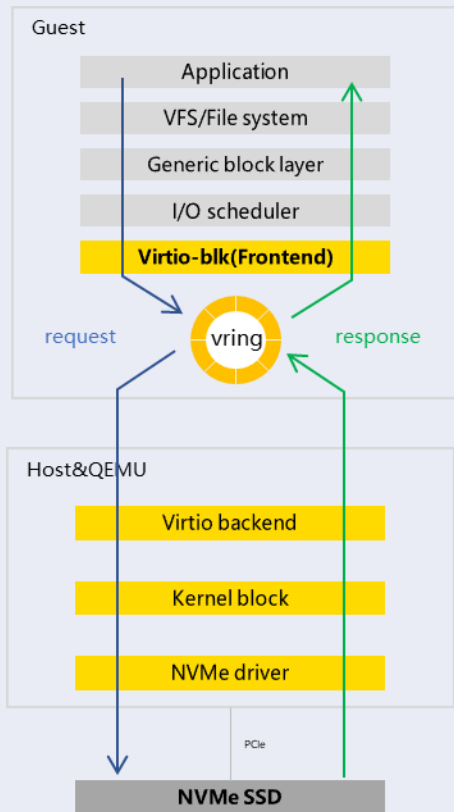 Guest
Application
VFS/File system
Generic block layer
I/O scheduler
Virtio-blk(Frontend)
request
vring
response
Host&QEMU
Virtio backend
Kernel block
NVMe driver
PCIe
NVMe SSD